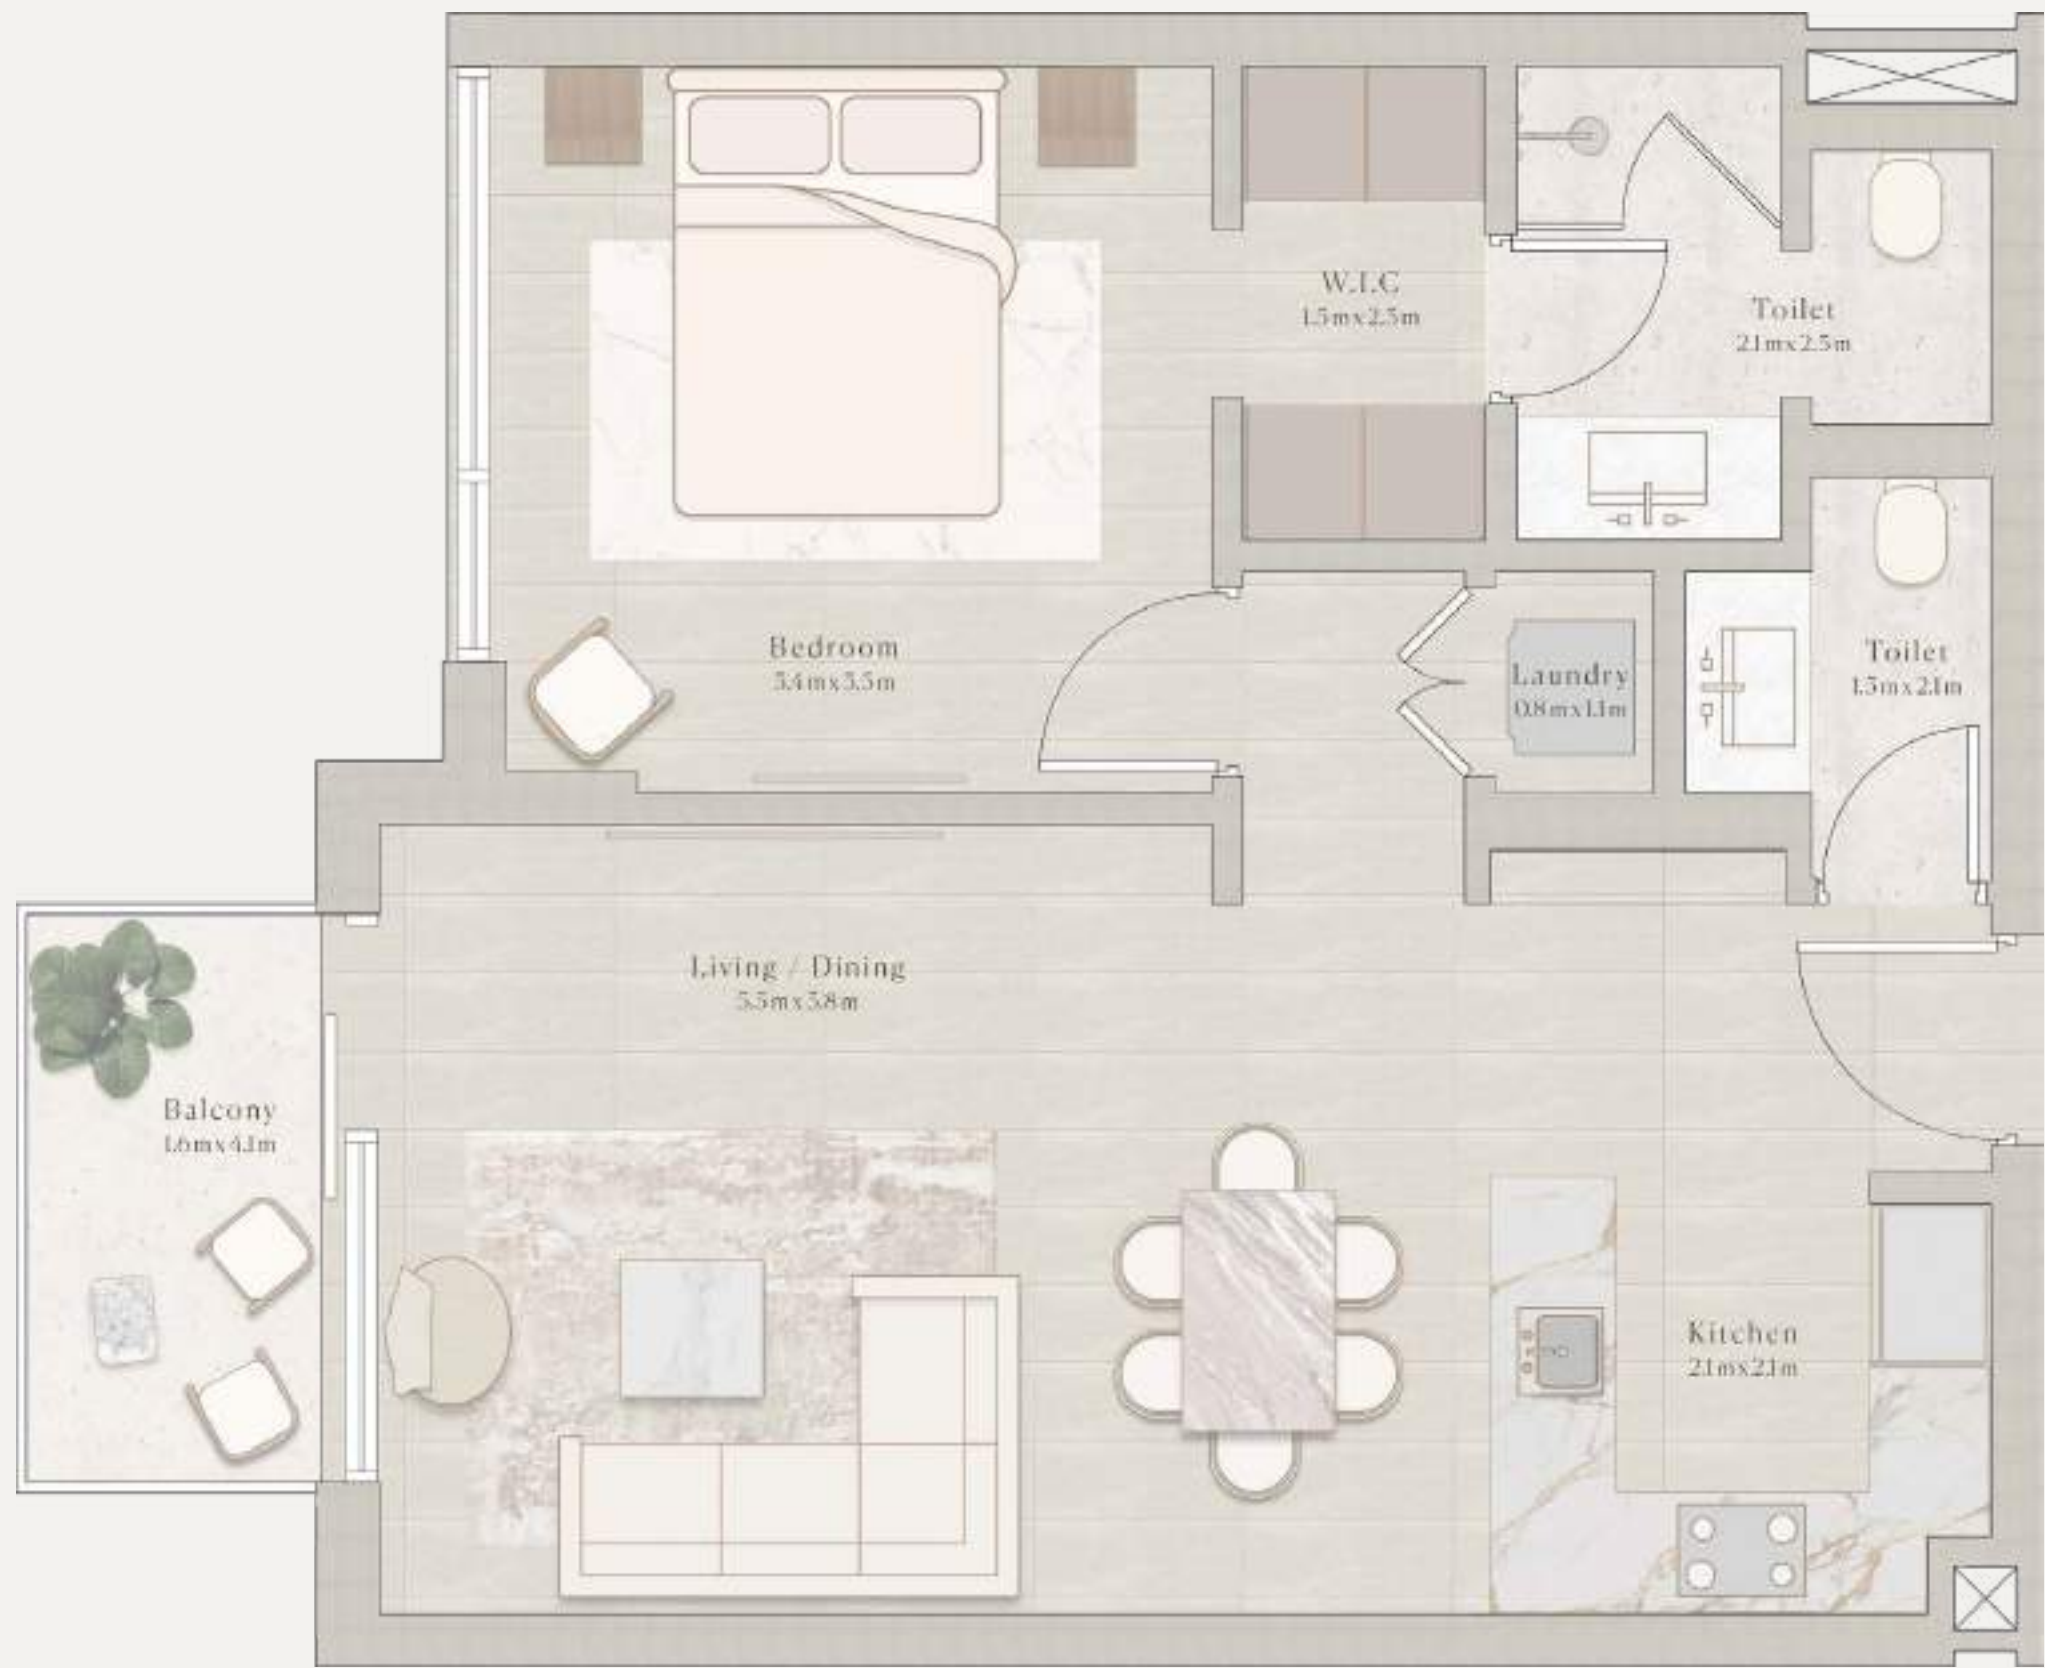 W.I.C
1.5m x 2.3m
Toilet
2.1m x 2.5m
Bedroom
3.4m x 3.5m
Laundry
0.8m x 1.1m
Toilet
1.5m x 2.1m
Living / Dining
5.5m x 3.8m
Balcony
1.6m x 4.1m
Kitchen
2.1m x 2.1m